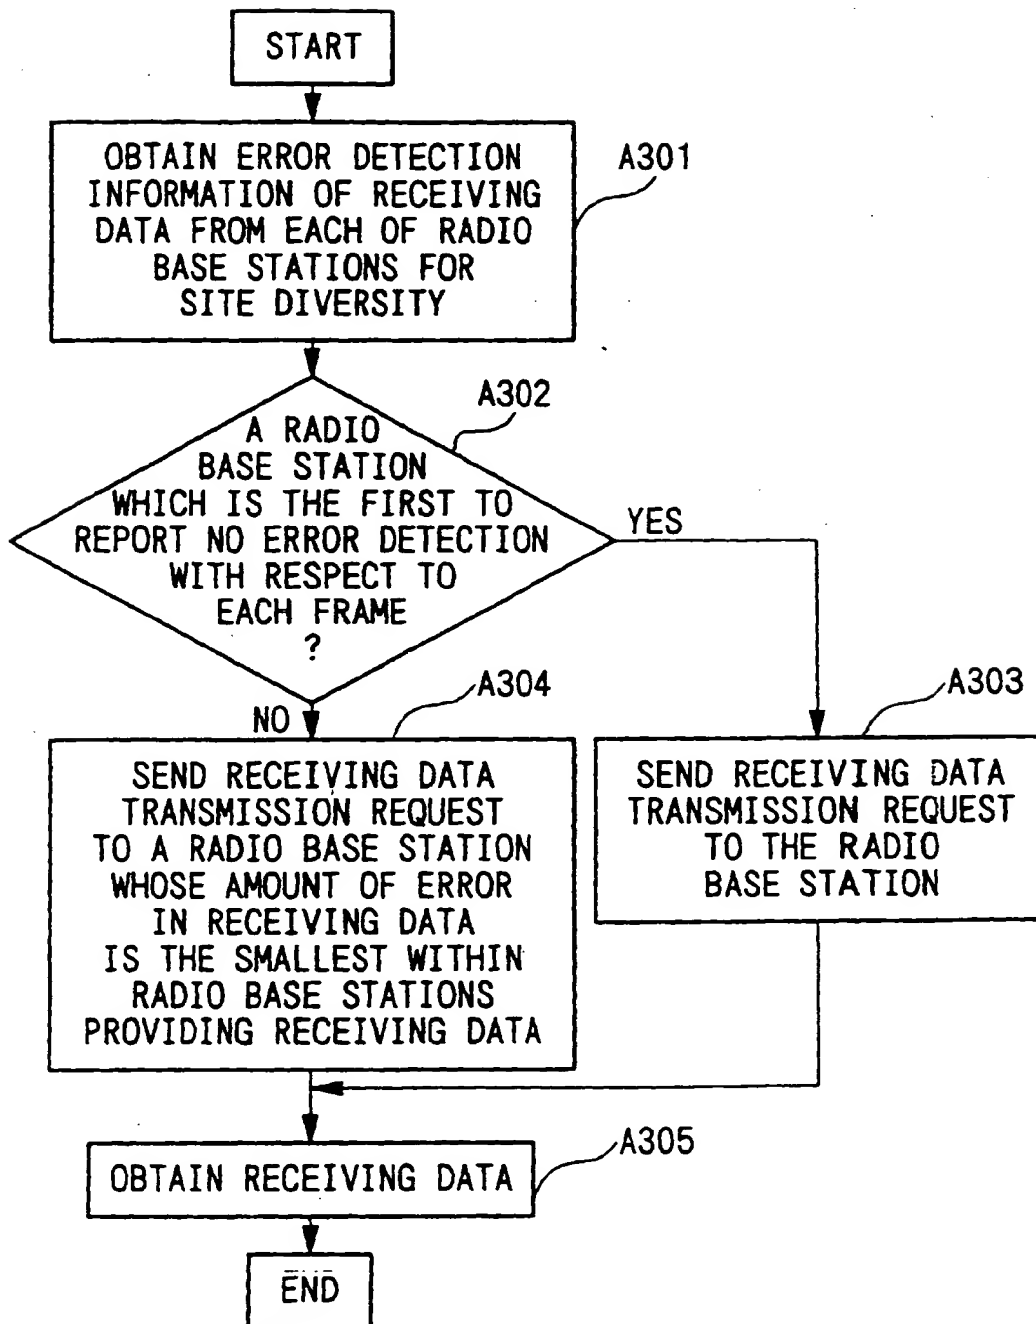 START
OBTAIN ERROR DETECTION
INFORMATION OF RECEIVING
DATA FROM EACH OF RADIO
BASE STATIONS FOR
SITE DIVERSITY
A301
A302
A RADIO
BASE STATION
WHICH IS THE FIRST TO
REPORT NO ERROR DETECTION
WITH RESPECT TO
EACH FRAME
?
YES
NO
A304
SEND RECEIVING DATA
TRANSMISSION REQUEST
TO A RADIO BASE STATION
WHOSE AMOUNT OF ERROR
IN RECEIVING DATA
IS THE SMALLEST WITHIN
RADIO BASE STATIONS
PROVIDING RECEIVING DATA
A303
SEND RECEIVING DATA
TRANSMISSION REQUEST
TO THE RADIO
BASE STATION
OBTAIN RECEIVING DATA
A305
END